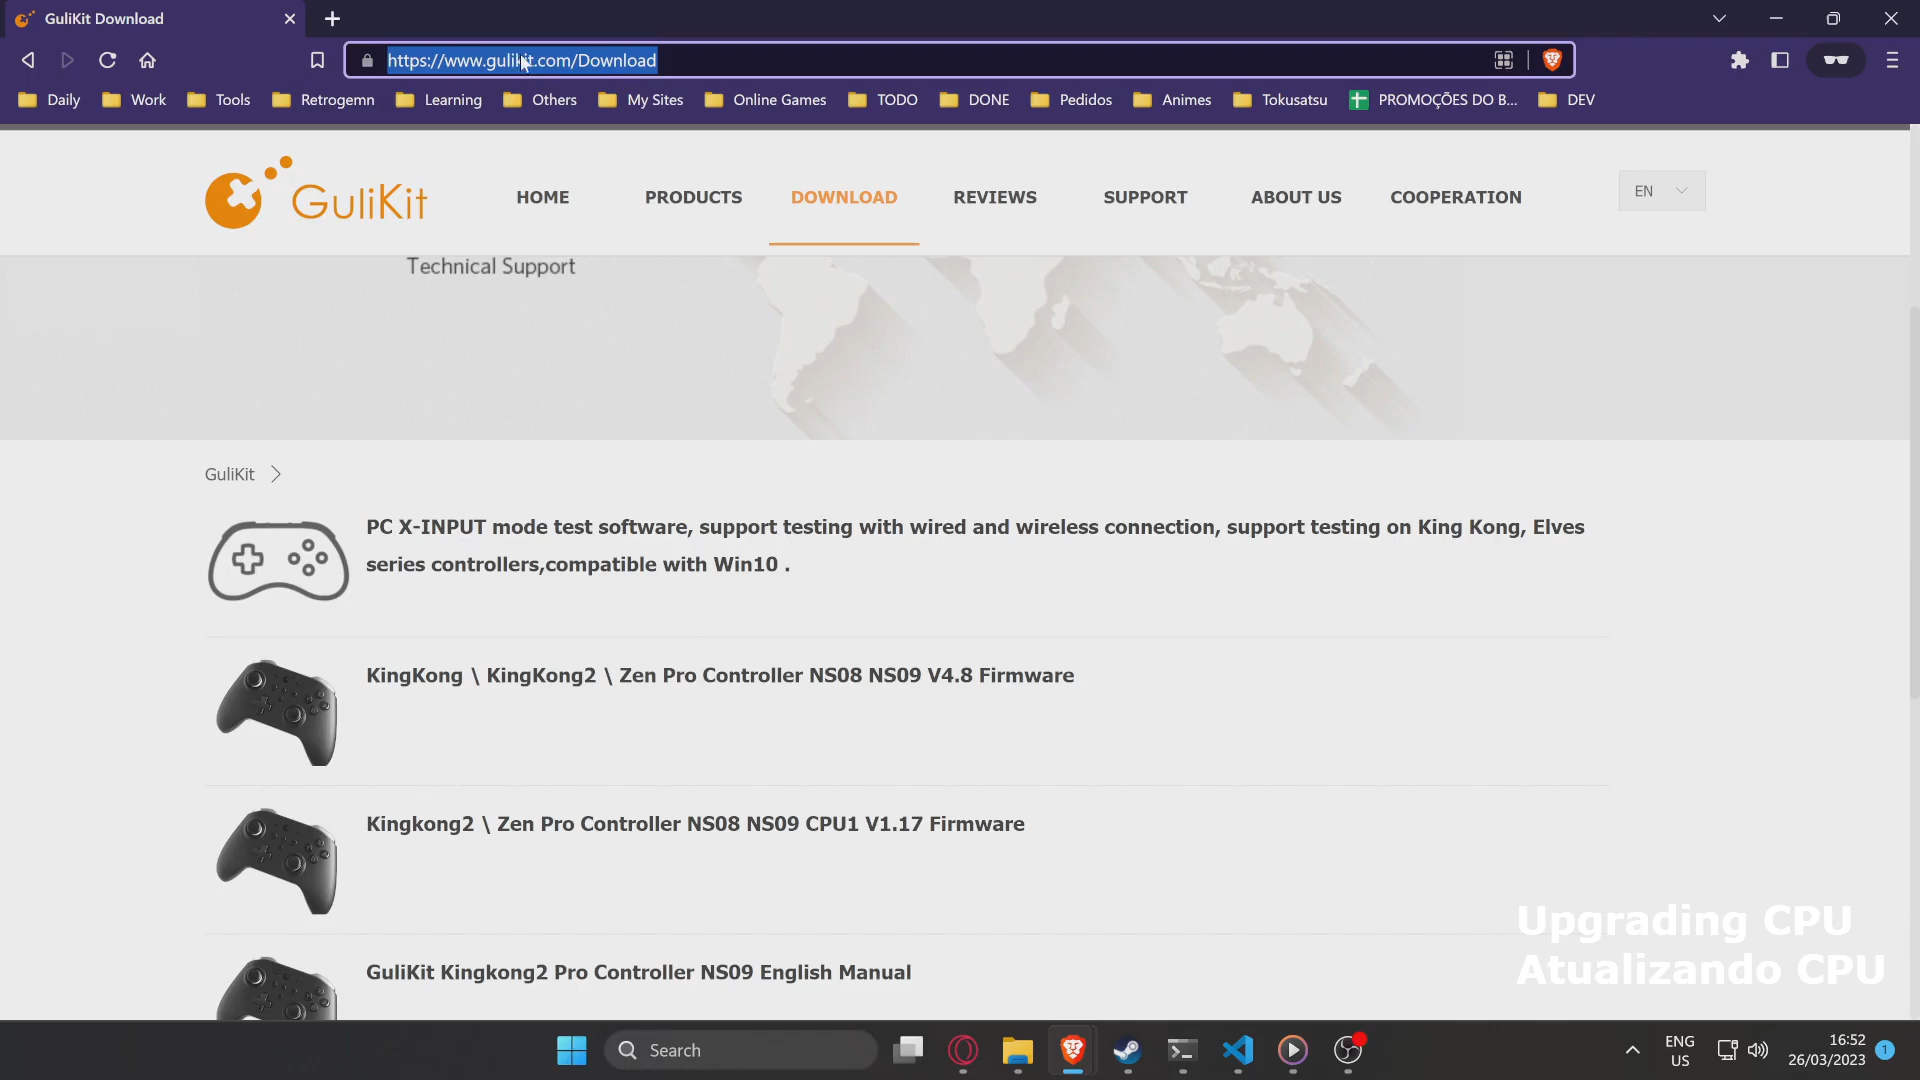 GuliKit Download
https://www.gulikit.com/Download
Daily
Work
Tools
Retrogemn
Learning
Others
My Sites
Online Games
TODO
DONE
Pedidos
Animes
Tokusatsu
PROMOÇÕES DO B...
DEV
GuliKit
HOME
PRODUCTS
DOWNLOAD
REVIEWS
SUPPORT
ABOUT US
COOPERATION
EN
Technical Support
GuliKit
PC X-INPUT mode test software, support testing with wired and wireless connection, support testing on King Kong, Elves
series controllers,compatible with Win10 .
KingKong \ KingKong2 \ Zen Pro Controller NS08 NS09 V4.8 Firmware
Kingkong2 \ Zen Pro Controller NS08 NS09 CPU1 V1.17 Firmware
GuliKit Kingkong2 Pro Controller NS09 English Manual
Upgrading CPU
Atualizando CPU
Search
ENG
US
16:52
26/03/2023
1